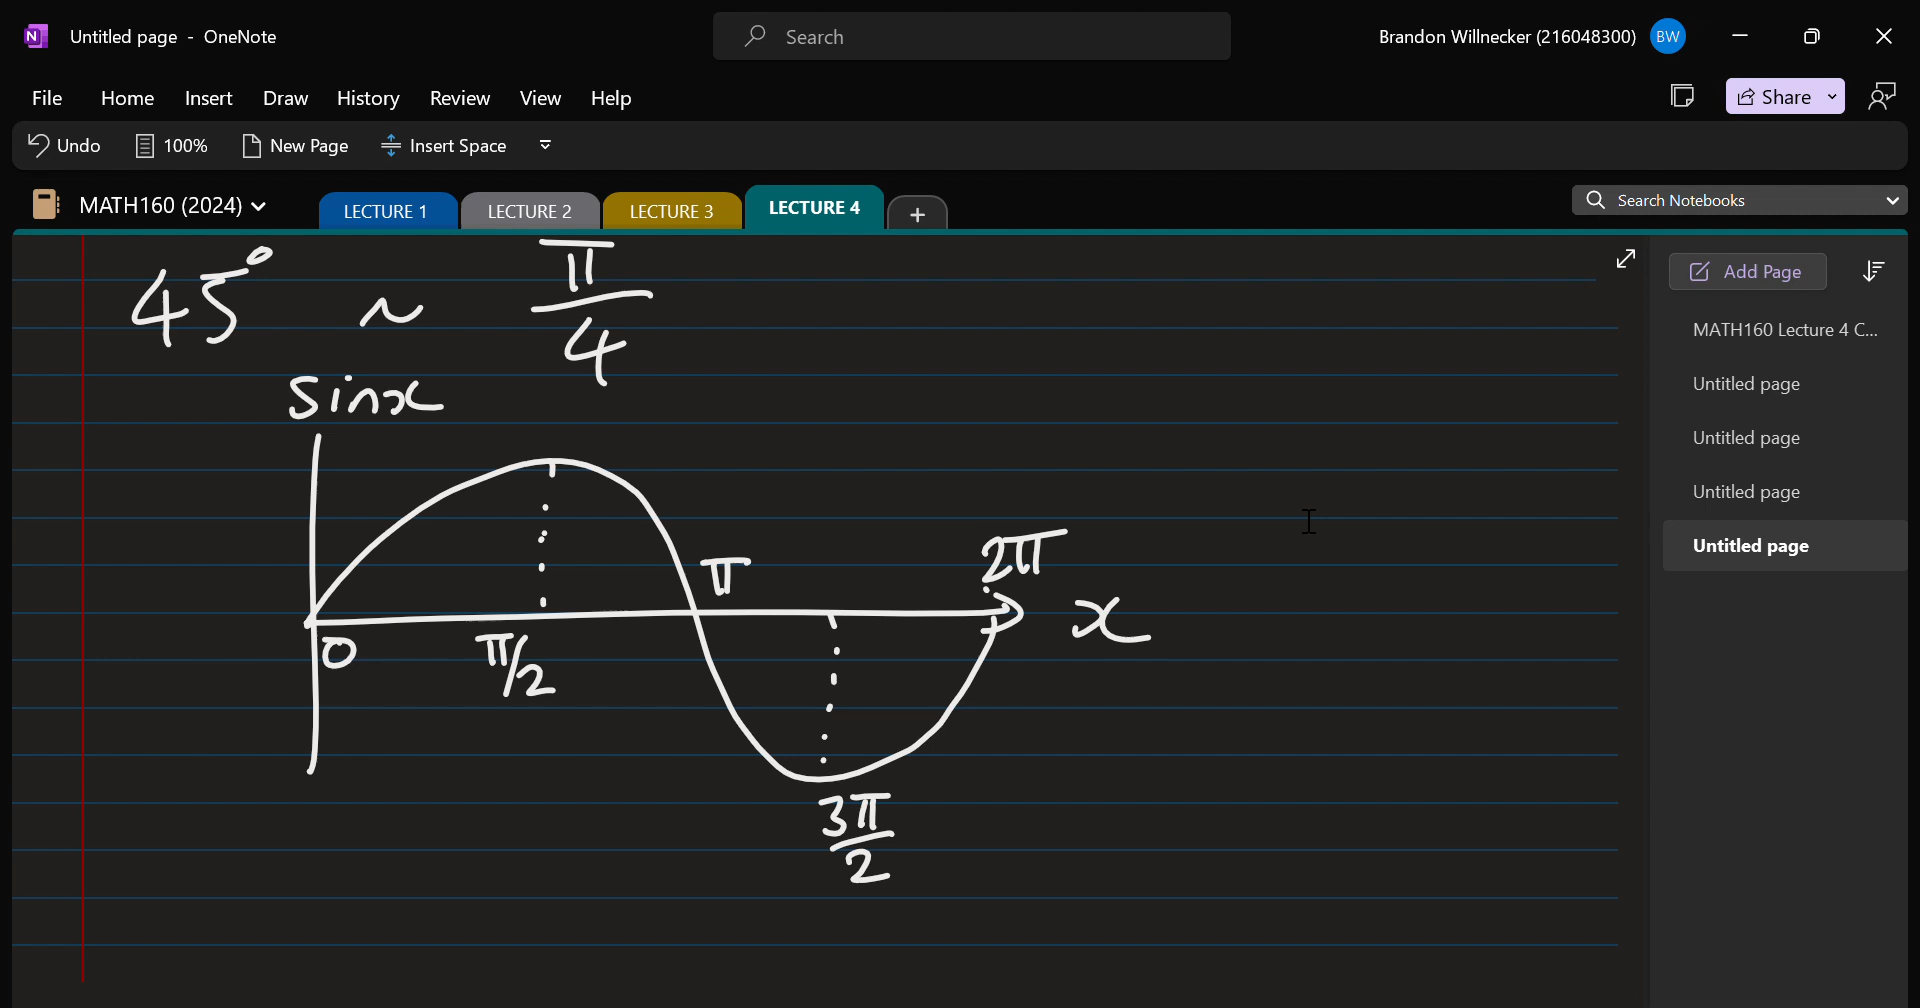 Untitled page - OneNote
Search
Brandon Willnecker (216048300) BW
File Home Insert Draw History Review View Help
Share
Undo 100% New Page Insert Space
MATH160 (2024)
LECTURE 1 LECTURE 2 LECTURE 3 LECTURE 4 +
Search Notebooks
Add Page
MATH160 Lecture 4 C...
Untitled page
Untitled page
Untitled page
Untitled page
45° ~ π/4
sinx
2π
π
x
0
π/2
3π/2